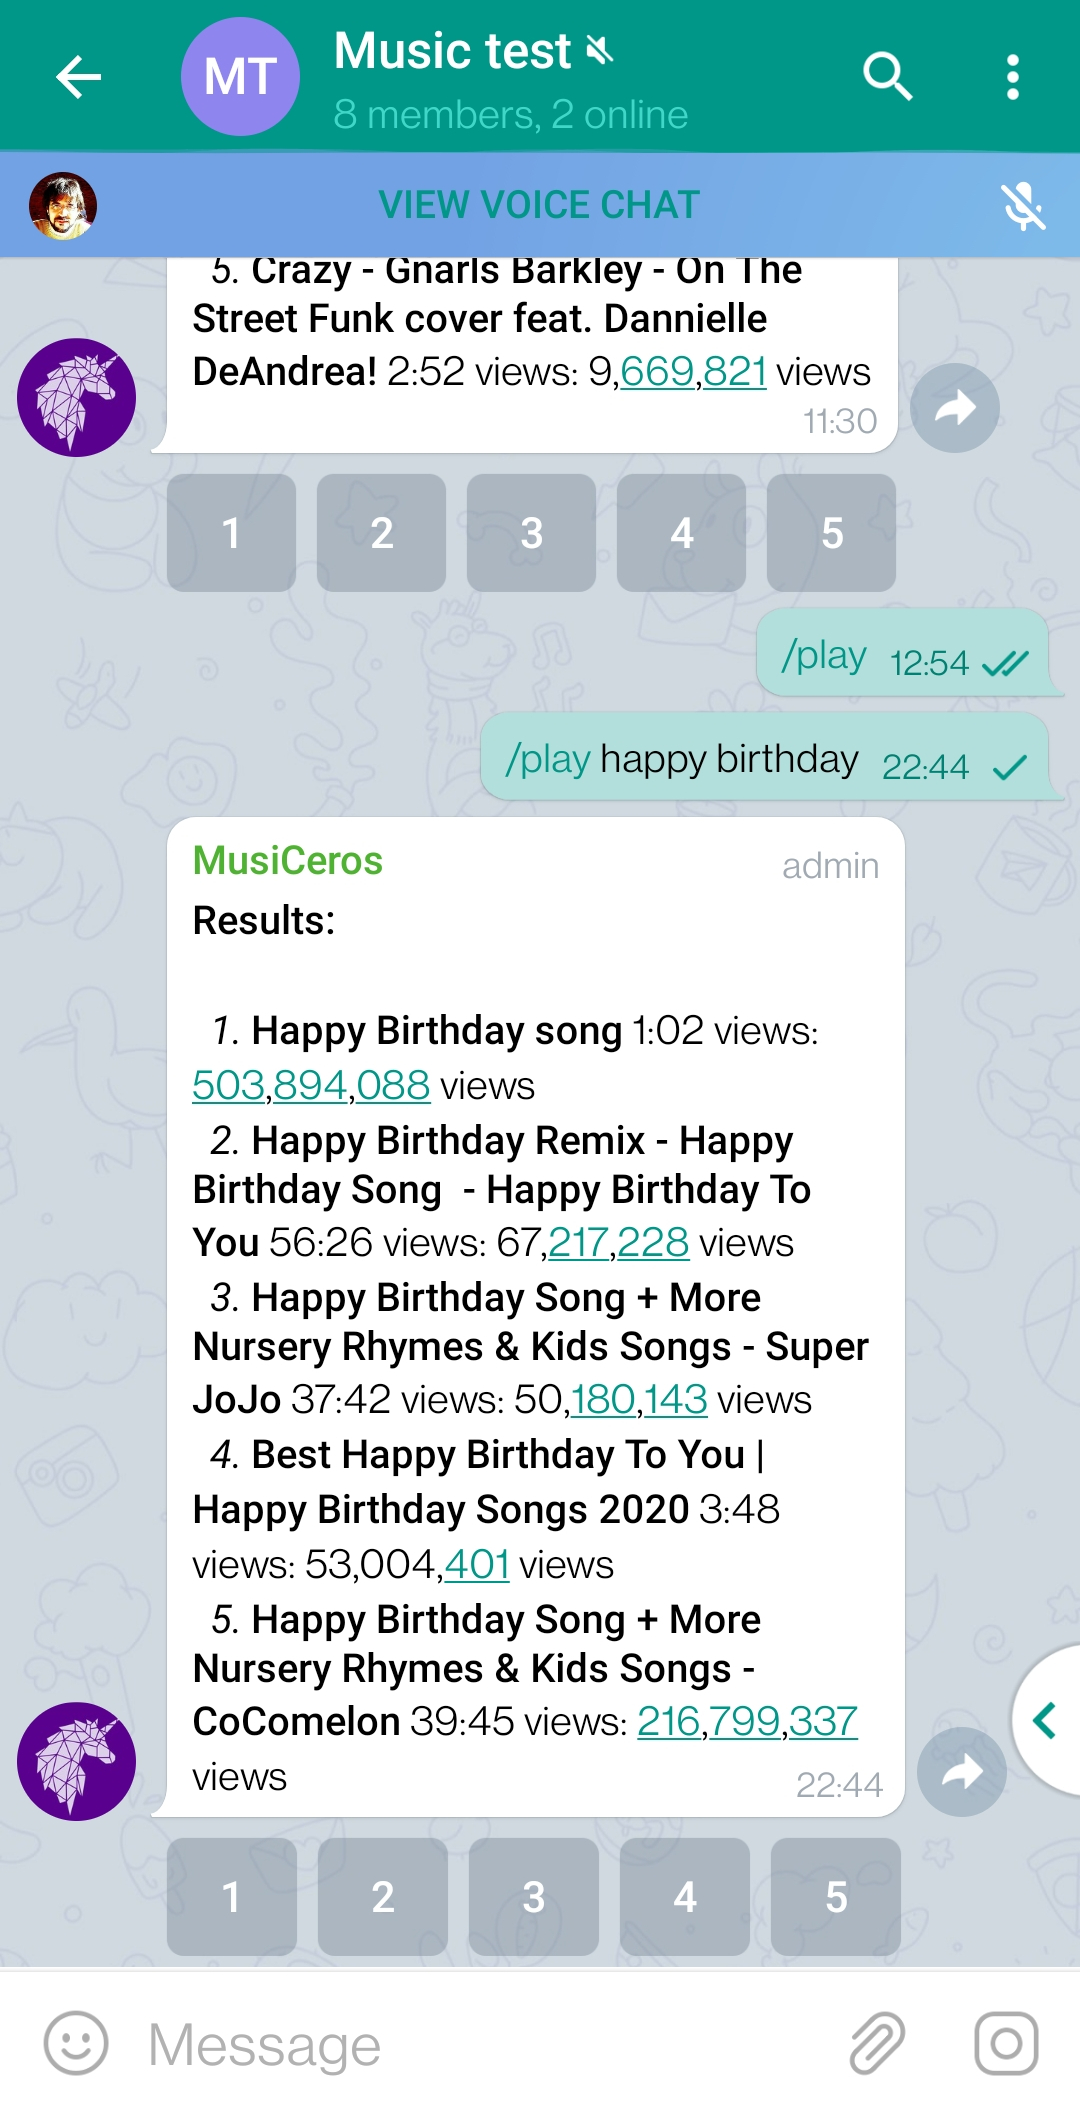 MT
Music test
8 members, 2 online
VIEW VOICE CHAT
5. Crazy - Gnarls Barkley - On The
Street Funk cover feat. Dannielle
DeAndrea! 2:52 views: 9,669,821 views
11:30
1 2 3 4 5
/play 12:54
/play happy birthday 22:44
MusiCeros admin
Results:
1. Happy Birthday song 1:02 views:
503,894,088 views
2. Happy Birthday Remix - Happy
Birthday Song  - Happy Birthday To
You 56:26 views: 67,217,228 views
3. Happy Birthday Song + More
Nursery Rhymes & Kids Songs - Super
JoJo 37:42 views: 50,180,143 views
4. Best Happy Birthday To You |
Happy Birthday Songs 2020 3:48
views: 53,004,401 views
5. Happy Birthday Song + More
Nursery Rhymes & Kids Songs -
CoComelon 39:45 views: 216,799,337
views
22:44
1 2 3 4 5
Message